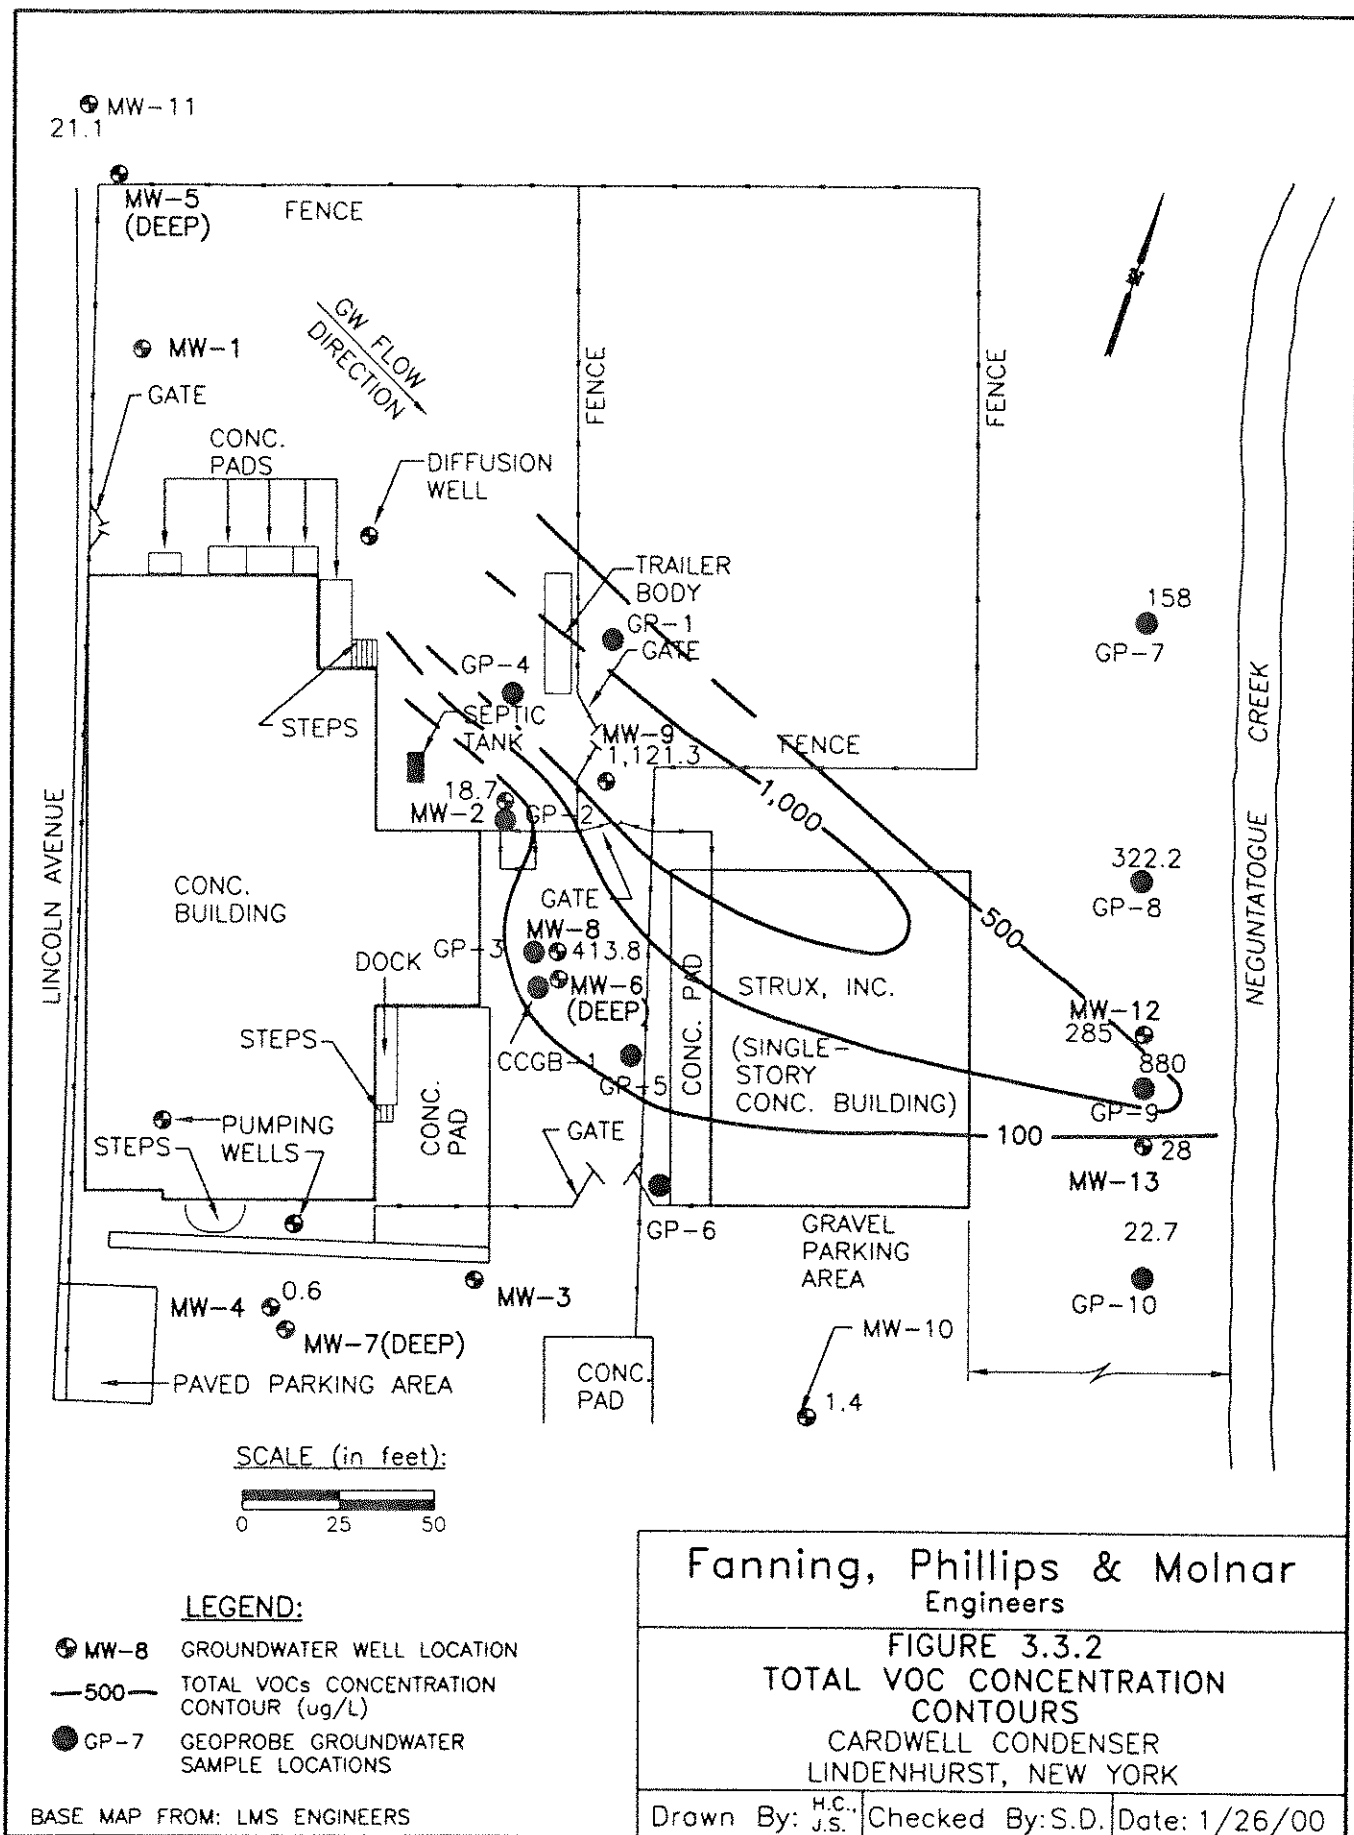 MW-11
21.1
MW-5
(DEEP)
FENCE
N
GW FLOW
DIRECTION
MW-1
GATE
FENCE
FENCE
CONC.
PADS
DIFFUSION
WELL
TRAILER
BODY
GP-1
GATE
158
GP-7
GP-4
STEPS
SEPTIC
TANK
MW-9
1,121.3
FENCE
1,000
18.7
MW-2
GP-2
NEGUNTATOGUE CREEK
LINCOLN AVENUE
CONC.
BUILDING
GATE
322.2
GP-8
500
MW-8
GP-3
413.8
DOCK
MW-6
(DEEP)
CONC. PAD
STRUX, INC.
(SINGLE-
STORY
CONC. BUILDING)
MW-12
285
880
GP-9
STEPS
CCGB-1
GP-5
CONC.
PAD
PUMPING
WELLS
STEPS
GATE
100
28
MW-13
GP-6
GRAVEL
PARKING
AREA
22.7
GP-10
MW-4
0.6
MW-3
MW-7(DEEP)
MW-10
1.4
CONC.
PAD
PAVED PARKING AREA
SCALE (in feet):
0 25 50
LEGEND:
MW-8 GROUNDWATER WELL LOCATION
500 TOTAL VOCs CONCENTRATION
CONTOUR (ug/L)
GP-7 GEOPROBE GROUNDWATER
SAMPLE LOCATIONS
BASE MAP FROM: LMS ENGINEERS
Fanning, Phillips & Molnar
Engineers
FIGURE 3.3.2
TOTAL VOC CONCENTRATION
CONTOURS
CARDWELL CONDENSER
LINDENHURST, NEW YORK
Drawn By: H.C., J.S. Checked By: S.D. Date: 1/26/00